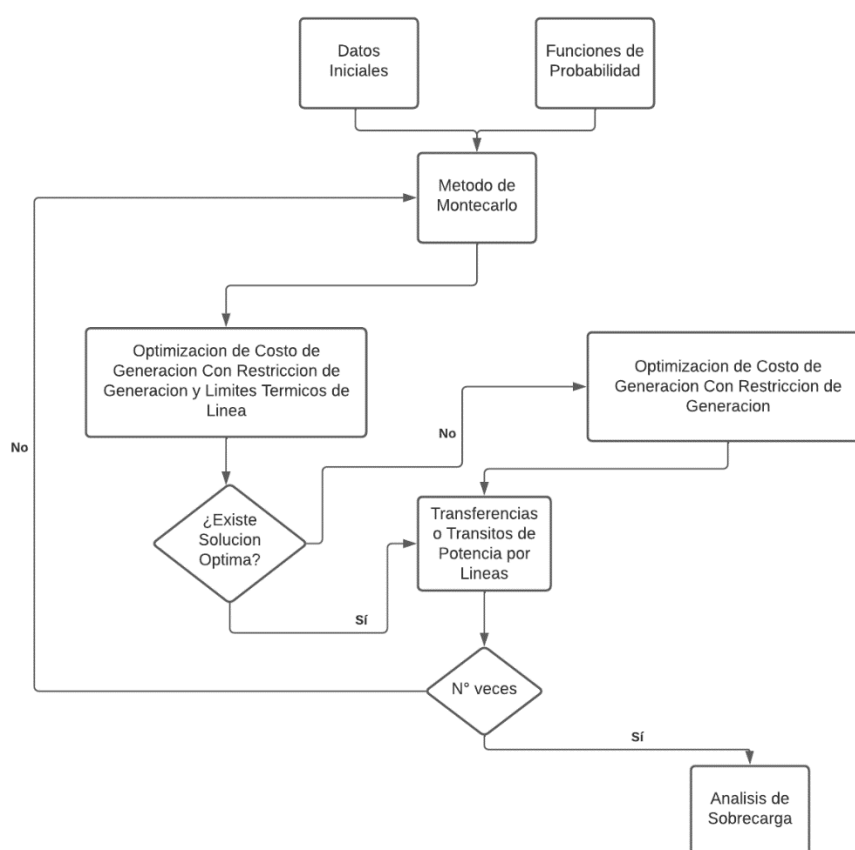 Datos
Iniciales
Funciones de
Probabilidad
Metodo de
Montecarlo
Optimizacion de Costo de
Generacion Con Restriccion de
Generacion y Limites Termicos de
Linea
Optimizacion de Costo de
Generacion Con Restriccion de
Generacion
No
No
¿Existe
Solucion
Optima?
Transferencias
o Transitos de
Potencia por
Lineas
Sí
N° veces
Sí
Analisis de
Sobrecarga